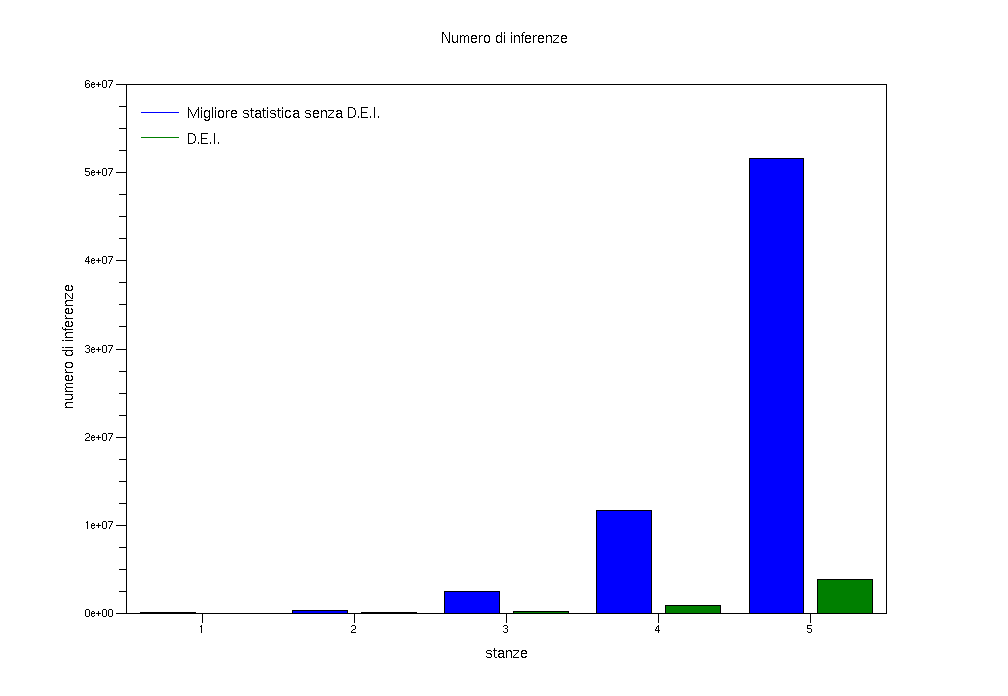 Numero di inferenze
6e+07
Migliore statistica senza D.E.I.
D.E.I.
5e+07
4e+07
numero di inferenze
3e+07
2e+07
1e+07
0e+00
1 2 3 4 5
stanze